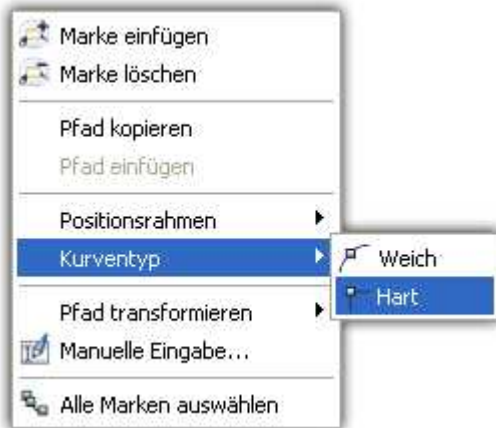 Marke einfügen
Marke löschen
Pfad kopieren
Pfad einfügen
Positionsrahmen
Kurventyp
Weich
Hart
Pfad transformieren
Manuelle Eingabe...
Alle Marken auswählen